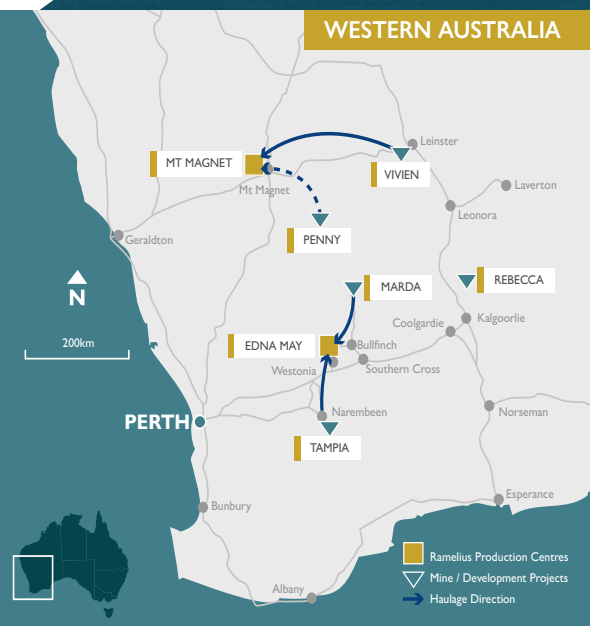 WESTERN AUSTRALIA
Leinster
MT MAGNET
VIVIEN
Mt Magnet
Laverton
Leonora
Geraldton
PENNY
REBECCA
MARDA
N
Kalgoorlie
Coolgardie
200km
EDNA MAY
Bullfinch
Westonia
Southern Cross
Narembeen
Norseman
PERTH
TAMPIA
Esperance
Bunbury
Ramelius Production Centres
Mine / Development Projects
Albany
Haulage Direction